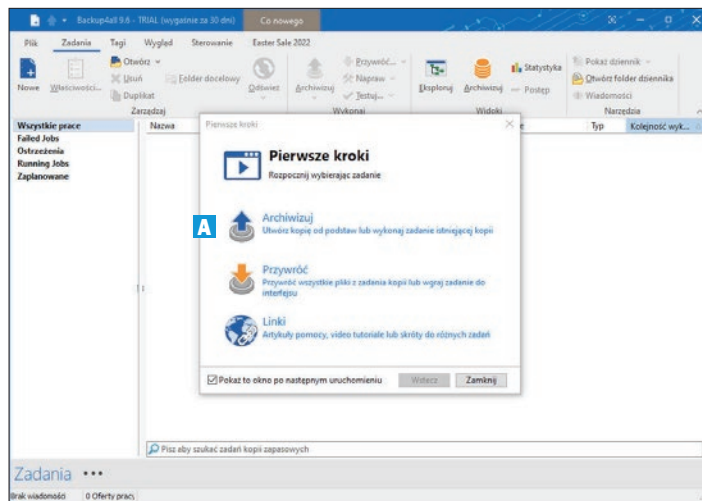 Backup4all 9.6 - TRIAL (wygaśnie za 30 dni)
Co nowego
Plik Zadania Tagi Wygląd Sterowanie Easter Sale 2022
Nowe
Właściwości...
Otwórz
Usuń
Duplikat
Folder docelowy
Odśwież
Zarządzaj
Archiwizuj
Przywróć...
Napraw
Testuj...
Wykonaj
Eksploruj
Archiwizuj
Statystyka
Postęp
Widoki
Pokaż dziennik
Otwórz folder dziennika
Wiadomości
Narzędzia
Wszystkie prace
Failed Jobs
Ostrzeżenia
Running Jobs
Zaplanowane
Nazwa
Typ
Kolejność wyk...
Pierwsze kroki
Pierwsze kroki
Rozpocznij wybierając zadanie
A
Archiwizuj
Utwórz kopię od podstaw lub wykonaj zadanie istniejącej kopii
Przywróć
Przywróć wszystkie pliki z zadania kopii lub wgraj zadanie do
interfejsu
Linki
Artykuły pomocy, video tutoriale lub skróty do różnych zadań
Pokaż to okno po następnym uruchomieniu
Wstecz
Zamknij
Pisz aby szukać zadań kopii zapasowych
Zadania
Brak wiadomości
0 Oferty pracy